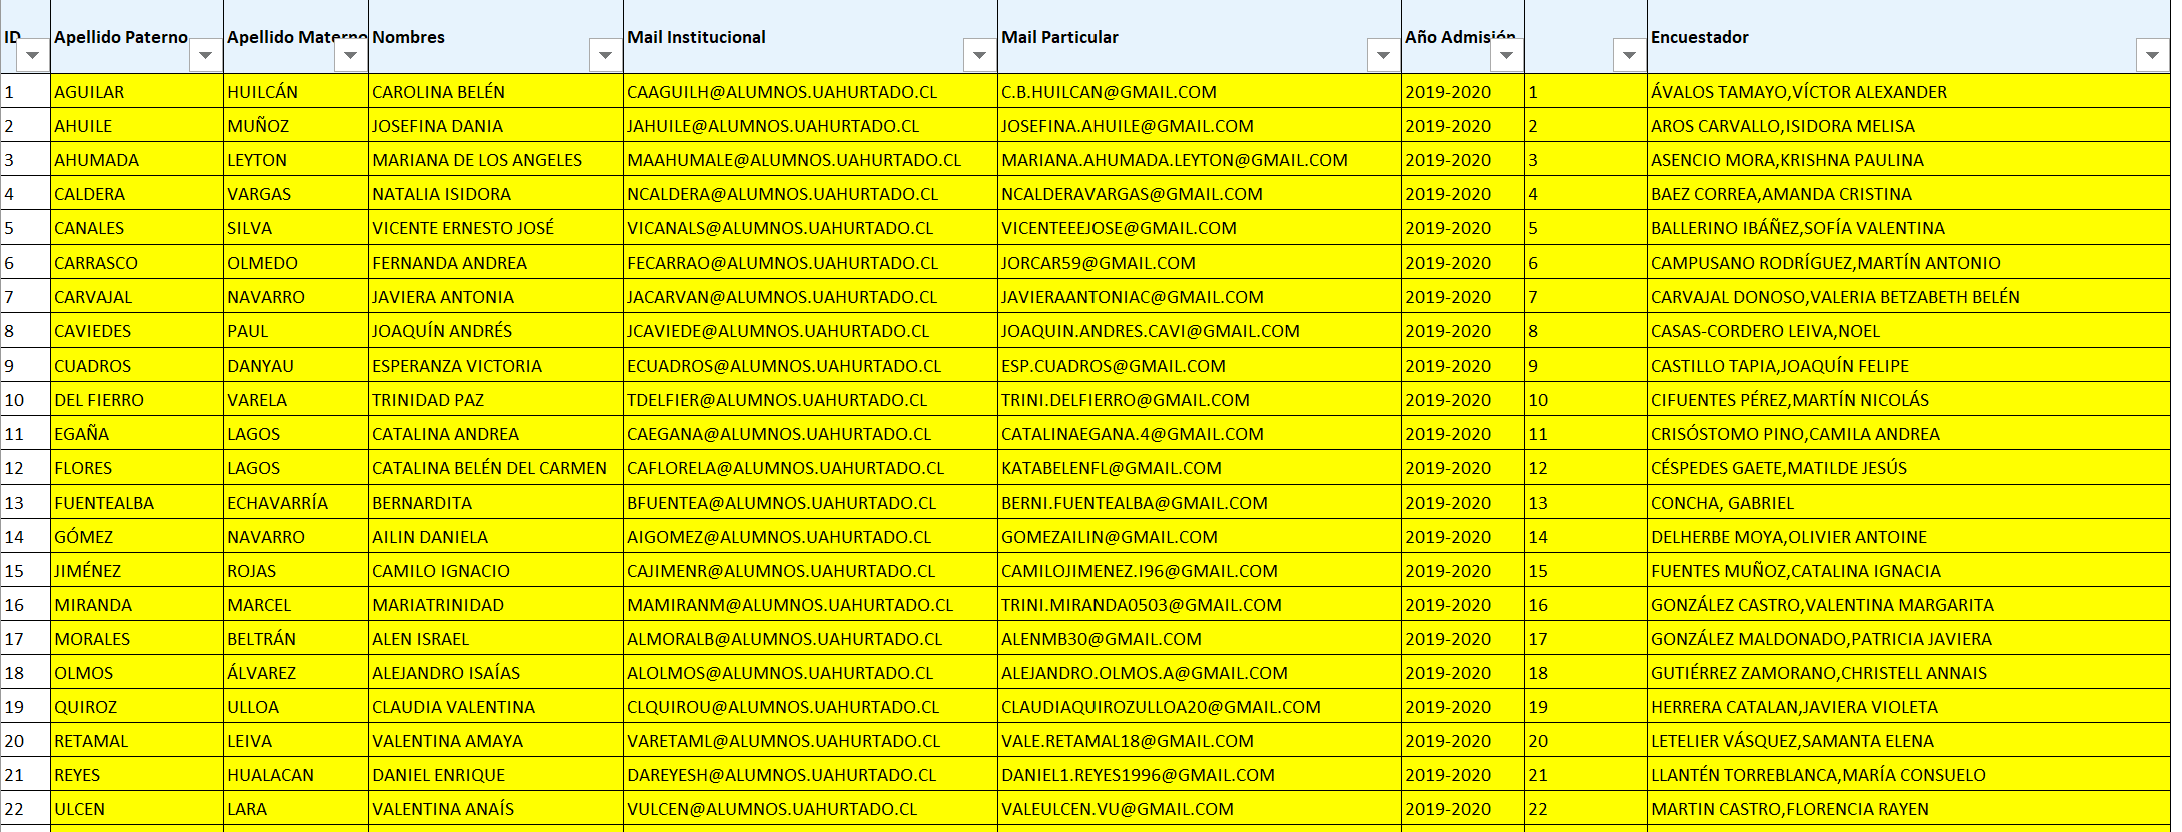 ID Apellido Paterno Apellido Materno Nombres Mail Institucional Mail Particular Año Admisión Encuestador
1 AGUILAR HUILCÁN CAROLINA BELÉN CAAGUILH@ALUMNOS.UAHURTADO.CL C.B.HUILCAN@GMAIL.COM 2019-2020 1 ÁVALOS TAMAYO,VÍCTOR ALEXANDER
2 AHUILE MUÑOZ JOSEFINA DANIA JAHUILE@ALUMNOS.UAHURTADO.CL JOSEFINA.AHUILE@GMAIL.COM 2019-2020 2 AROS CARVALLO,ISIDORA MELISA
3 AHUMADA LEYTON MARIANA DE LOS ANGELES MAAHUMALE@ALUMNOS.UAHURTADO.CL MARIANA.AHUMADA.LEYTON@GMAIL.COM 2019-2020 3 ASENCIO MORA,KRISHNA PAULINA
4 CALDERA VARGAS NATALIA ISIDORA NCALDERA@ALUMNOS.UAHURTADO.CL NCALDERAVARGAS@GMAIL.COM 2019-2020 4 BAEZ CORREA,AMANDA CRISTINA
5 CANALES SILVA VICENTE ERNESTO JOSÉ VICANALS@ALUMNOS.UAHURTADO.CL VICENTEEEJOSE@GMAIL.COM 2019-2020 5 BALLERINO IBÁÑEZ,SOFÍA VALENTINA
6 CARRASCO OLMEDO FERNANDA ANDREA FECARRAO@ALUMNOS.UAHURTADO.CL JORCAR59@GMAIL.COM 2019-2020 6 CAMPUSANO RODRÍGUEZ,MARTÍN ANTONIO
7 CARVAJAL NAVARRO JAVIERA ANTONIA JACARVAN@ALUMNOS.UAHURTADO.CL JAVIERAANTONIAC@GMAIL.COM 2019-2020 7 CARVAJAL DONOSO,VALERIA BETZABETH BELÉN
8 CAVIEDES PAUL JOAQUÍN ANDRÉS JCAVIEDE@ALUMNOS.UAHURTADO.CL JOAQUIN.ANDRES.CAVI@GMAIL.COM 2019-2020 8 CASAS-CORDERO LEIVA,NOEL
9 CUADROS DANYAU ESPERANZA VICTORIA ECUADROS@ALUMNOS.UAHURTADO.CL ESP.CUADROS@GMAIL.COM 2019-2020 9 CASTILLO TAPIA,JOAQUÍN FELIPE
10 DEL FIERRO VARELA TRINIDAD PAZ TDELFIER@ALUMNOS.UAHURTADO.CL TRINI.DELFIERRO@GMAIL.COM 2019-2020 10 CIFUENTES PÉREZ,MARTÍN NICOLÁS
11 EGAÑA LAGOS CATALINA ANDREA CAEGANA@ALUMNOS.UAHURTADO.CL CATALINAEGANA.4@GMAIL.COM 2019-2020 11 CRISÓSTOMO PINO,CAMILA ANDREA
12 FLORES LAGOS CATALINA BELÉN DEL CARMEN CAFLORELA@ALUMNOS.UAHURTADO.CL KATABELENFL@GMAIL.COM 2019-2020 12 CÉSPEDES GAETE,MATILDE JESÚS
13 FUENTEALBA ECHAVARRÍA BERNARDITA BFUENTEA@ALUMNOS.UAHURTADO.CL BERNI.FUENTEALBA@GMAIL.COM 2019-2020 13 CONCHA, GABRIEL
14 GÓMEZ NAVARRO AILIN DANIELA AIGOMEZ@ALUMNOS.UAHURTADO.CL GOMEZAILIN@GMAIL.COM 2019-2020 14 DELHERBE MOYA,OLIVIER ANTOINE
15 JIMÉNEZ ROJAS CAMILO IGNACIO CAJIMENR@ALUMNOS.UAHURTADO.CL CAMILOJIMENEZ.I96@GMAIL.COM 2019-2020 15 FUENTES MUÑOZ,CATALINA IGNACIA
16 MIRANDA MARCEL MARIATRINIDAD MAMIRANM@ALUMNOS.UAHURTADO.CL TRINI.MIRANDA0503@GMAIL.COM 2019-2020 16 GONZÁLEZ CASTRO,VALENTINA MARGARITA
17 MORALES BELTRÁN ALEN ISRAEL ALMORALB@ALUMNOS.UAHURTADO.CL ALENMB30@GMAIL.COM 2019-2020 17 GONZÁLEZ MALDONADO,PATRICIA JAVIERA
18 OLMOS ÁLVAREZ ALEJANDRO ISAÍAS ALOLMOS@ALUMNOS.UAHURTADO.CL ALEJANDRO.OLMOS.A@GMAIL.COM 2019-2020 18 GUTIÉRREZ ZAMORANO,CHRISTELL ANNAIS
19 QUIROZ ULLOA CLAUDIA VALENTINA CLQUIROU@ALUMNOS.UAHURTADO.CL CLAUDIAQUIROZULLOA20@GMAIL.COM 2019-2020 19 HERRERA CATALAN,JAVIERA VIOLETA
20 RETAMAL LEIVA VALENTINA AMAYA VARETAML@ALUMNOS.UAHURTADO.CL VALE.RETAMAL18@GMAIL.COM 2019-2020 20 LETELIER VÁSQUEZ,SAMANTA ELENA
21 REYES HUALACAN DANIEL ENRIQUE DAREYESH@ALUMNOS.UAHURTADO.CL DANIEL1.REYES1996@GMAIL.COM 2019-2020 21 LLANTÉN TORREBLANCA,MARÍA CONSUELO
22 ULCEN LARA VALENTINA ANAÍS VULCEN@ALUMNOS.UAHURTADO.CL VALEULCEN.VU@GMAIL.COM 2019-2020 22 MARTIN CASTRO,FLORENCIA RAYEN